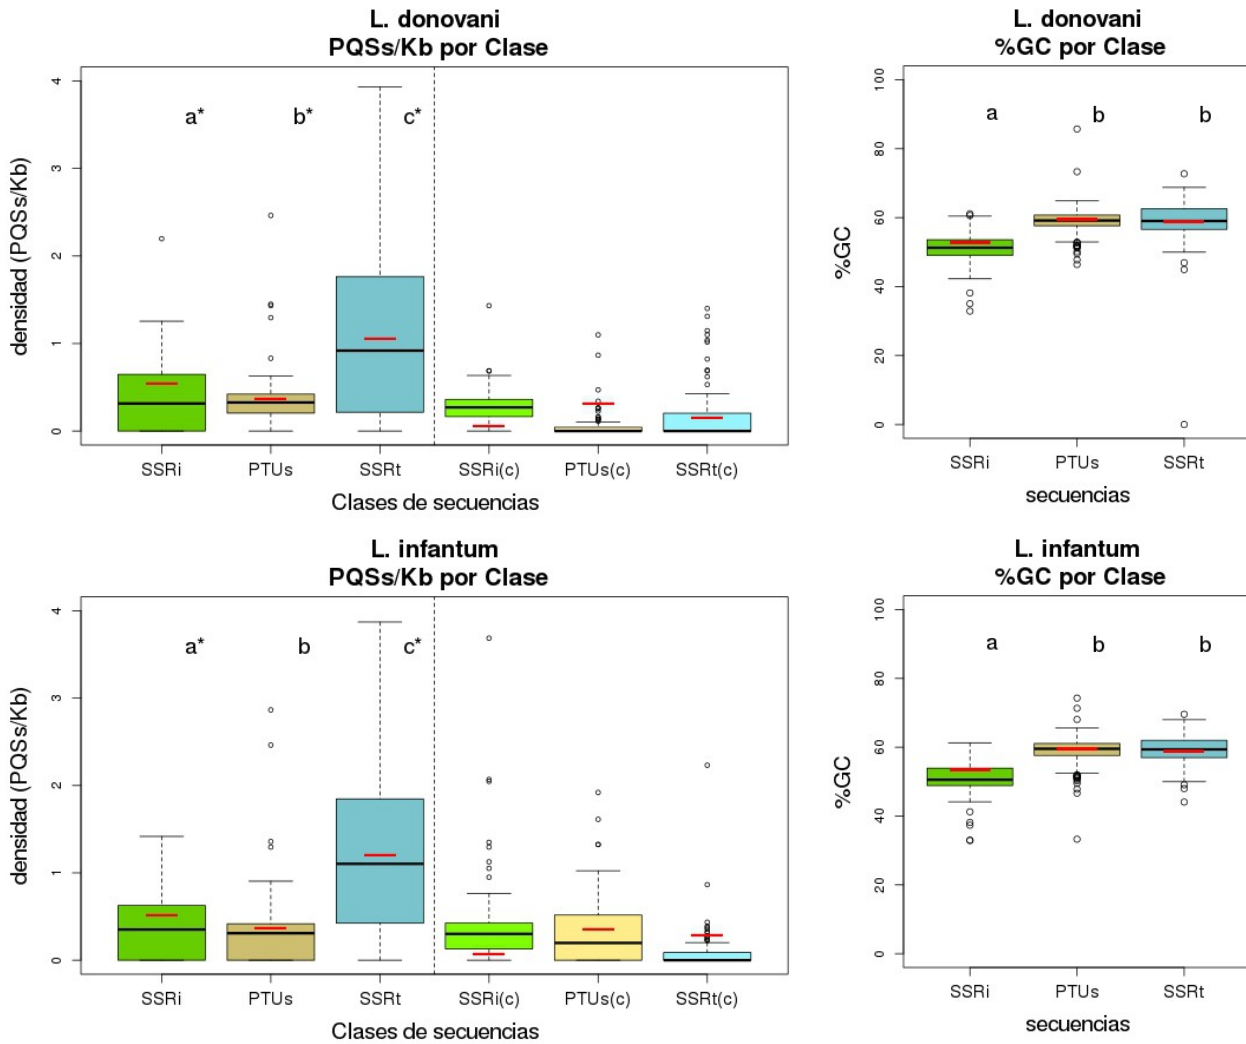 L. donovani
PQSs/Kb por Clase
densidad (PQSs/Kb)
4
3
2
1
0
a*
b*
c*
SSRi
PTUs
SSRt
SSRi(c)
PTUs(c)
SSRt(c)
Clases de secuencias
L. donovani
%GC por Clase
%GC
100
80
60
40
20
0
a
b
b
SSRi
PTUs
SSRt
secuencias
L. infantum
PQSs/Kb por Clase
densidad (PQSs/Kb)
4
3
2
1
0
a*
b
c*
SSRi
PTUs
SSRt
SSRi(c)
PTUs(c)
SSRt(c)
Clases de secuencias
L. infantum
%GC por Clase
%GC
100
80
60
40
20
0
a
b
b
SSRi
PTUs
SSRt
secuencias